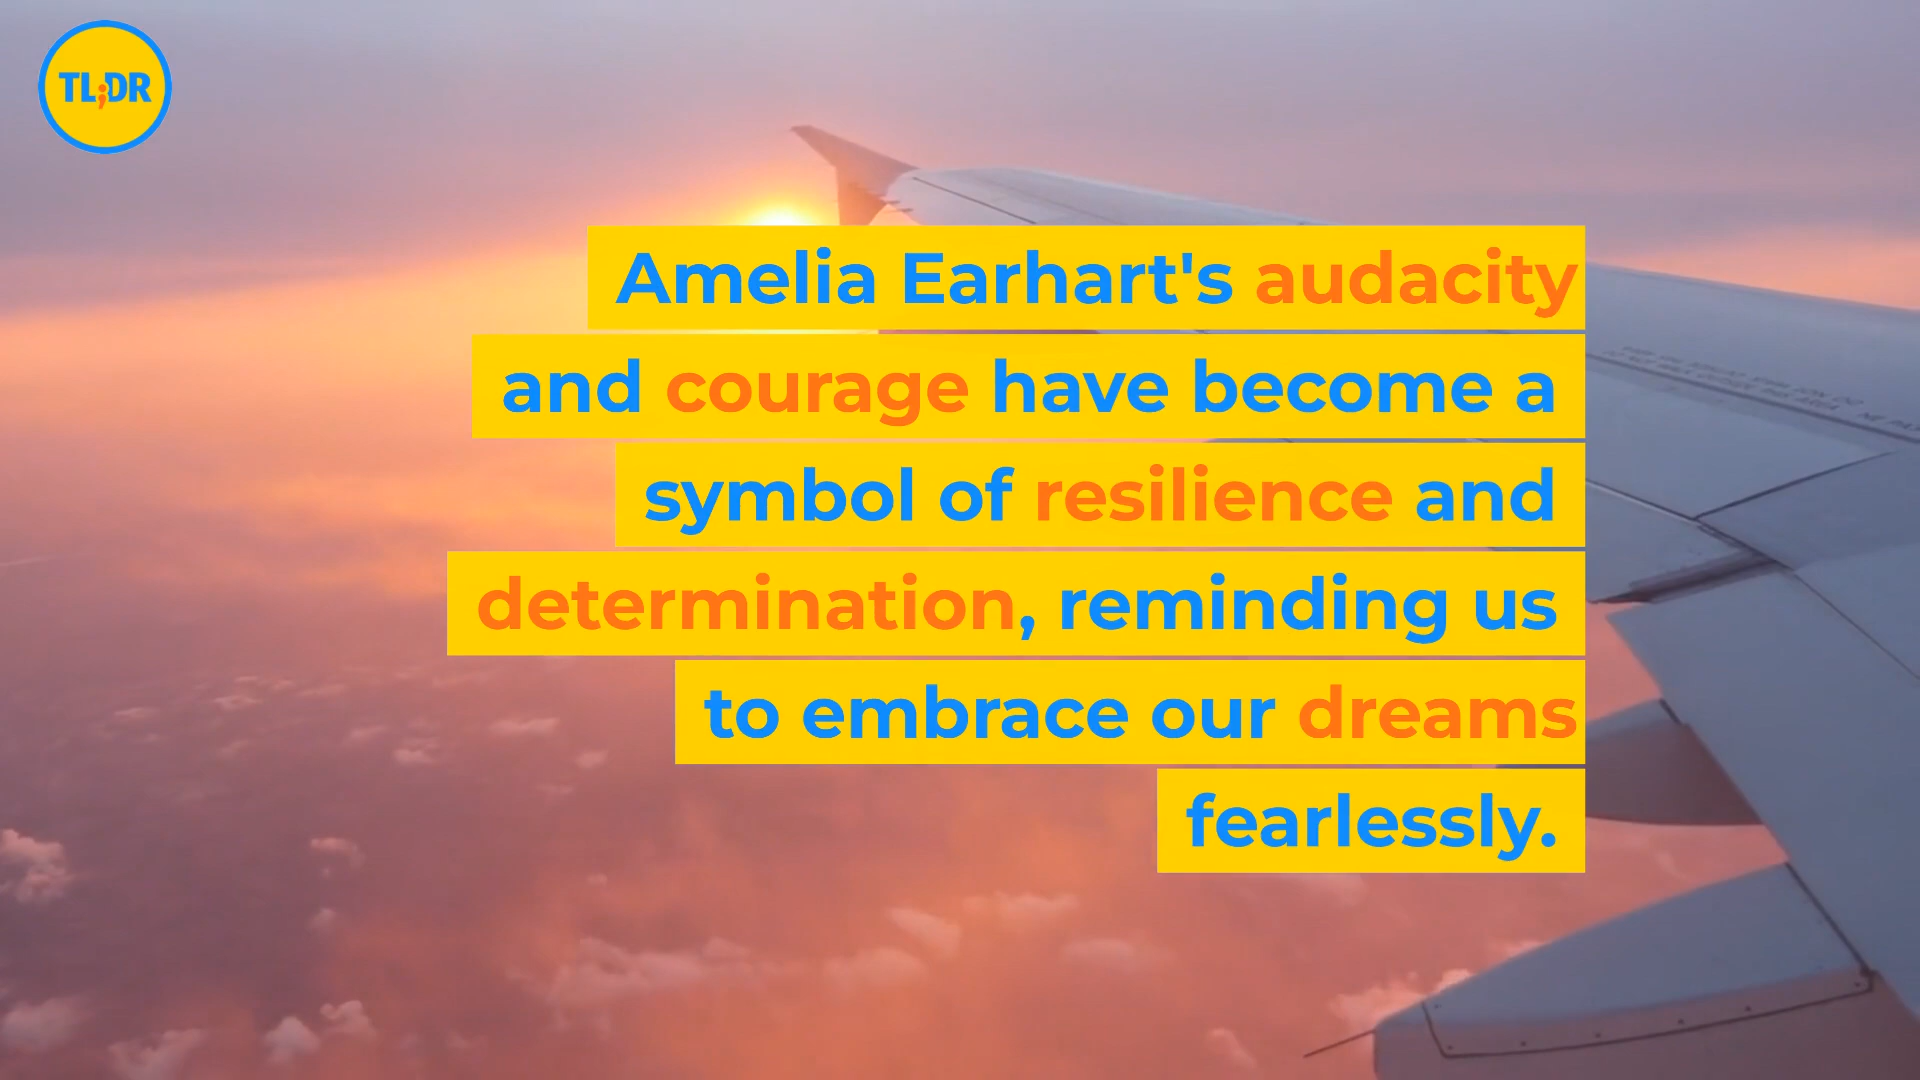 TL;DR
Amelia Earhart's audacity
and courage have become a
symbol of resilience and
determination, reminding us
to embrace our dreams
fearlessly.